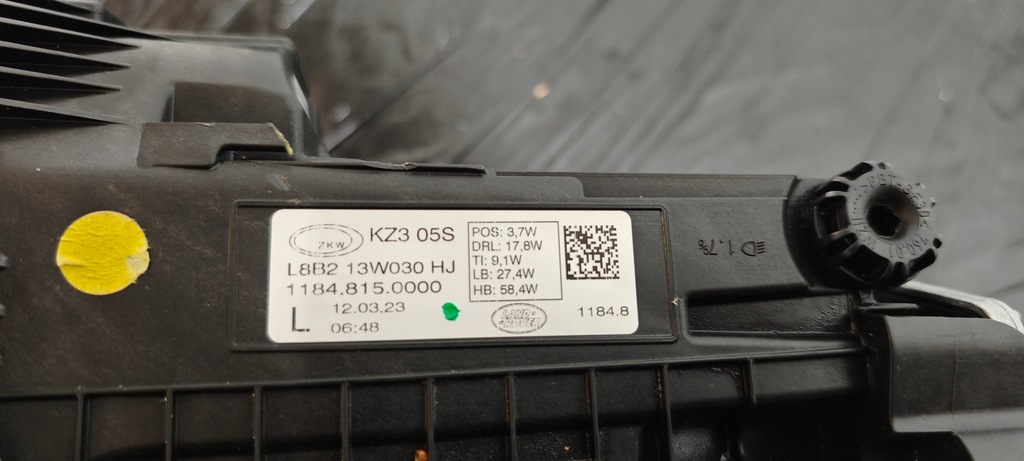 ZKW
KZ3 05S
L8B2 13W030 HJ
1184.815.0000
12.03.23
L.
06:48
POS: 3,7W
DRL: 17,8W
TI: 9,1W
LB: 27,4W
HB: 58,4W
LAND-
ROVER
1184.8
1.7%